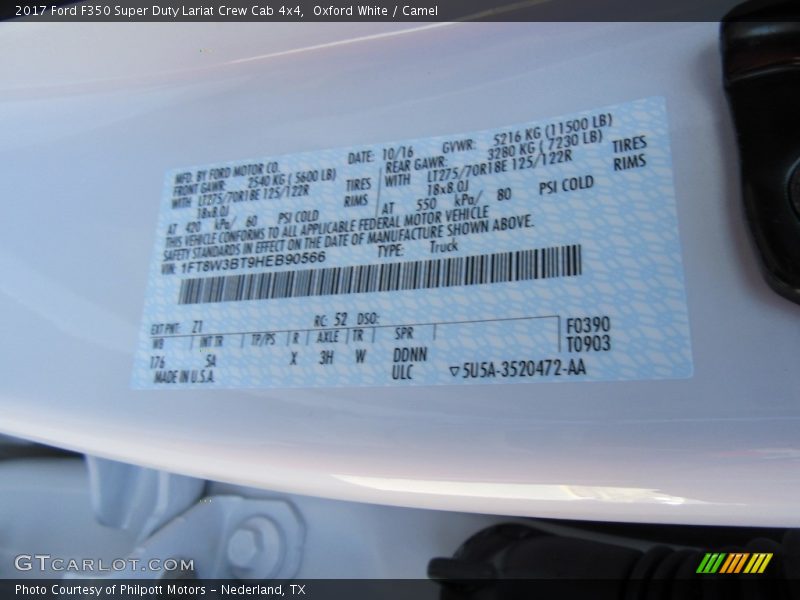 2017 Ford F350 Super Duty Lariat Crew Cab 4x4, Oxford White / Camel
MFD. BY FORD MOTOR CO. DATE: 10/16 GVWR: 5216 KG (11500 LB)
FRONT GAWR: 2540 KG (5600 LB) REAR GAWR: 3280 KG (7230 LB)
WITH LT275/70R18E 125/122R TIRES WITH LT275/70R18E 125/122R TIRES
18x8.0J RIMS 18x8.0J RIMS
AT 420 kPa/ 60 PSI COLD AT 550 kPa/ 80 PSI COLD
THIS VEHICLE CONFORMS TO ALL APPLICABLE FEDERAL MOTOR VEHICLE
SAFETY STANDARDS IN EFFECT ON THE DATE OF MANUFACTURE SHOWN ABOVE.
VIN: 1FT8W3BT9HEB90566 TYPE: Truck
EXT PNT: Z1 RC: 52 DSO:
WB INT TR TP/PS R AXLE TR SPR F0390
176 SA X 3H W DDNN T0903
MADE IN U.S.A. ULC ▽5U5A-3520472-AA
GTCARLOT.COM
Photo Courtesy of Philpott Motors - Nederland, TX